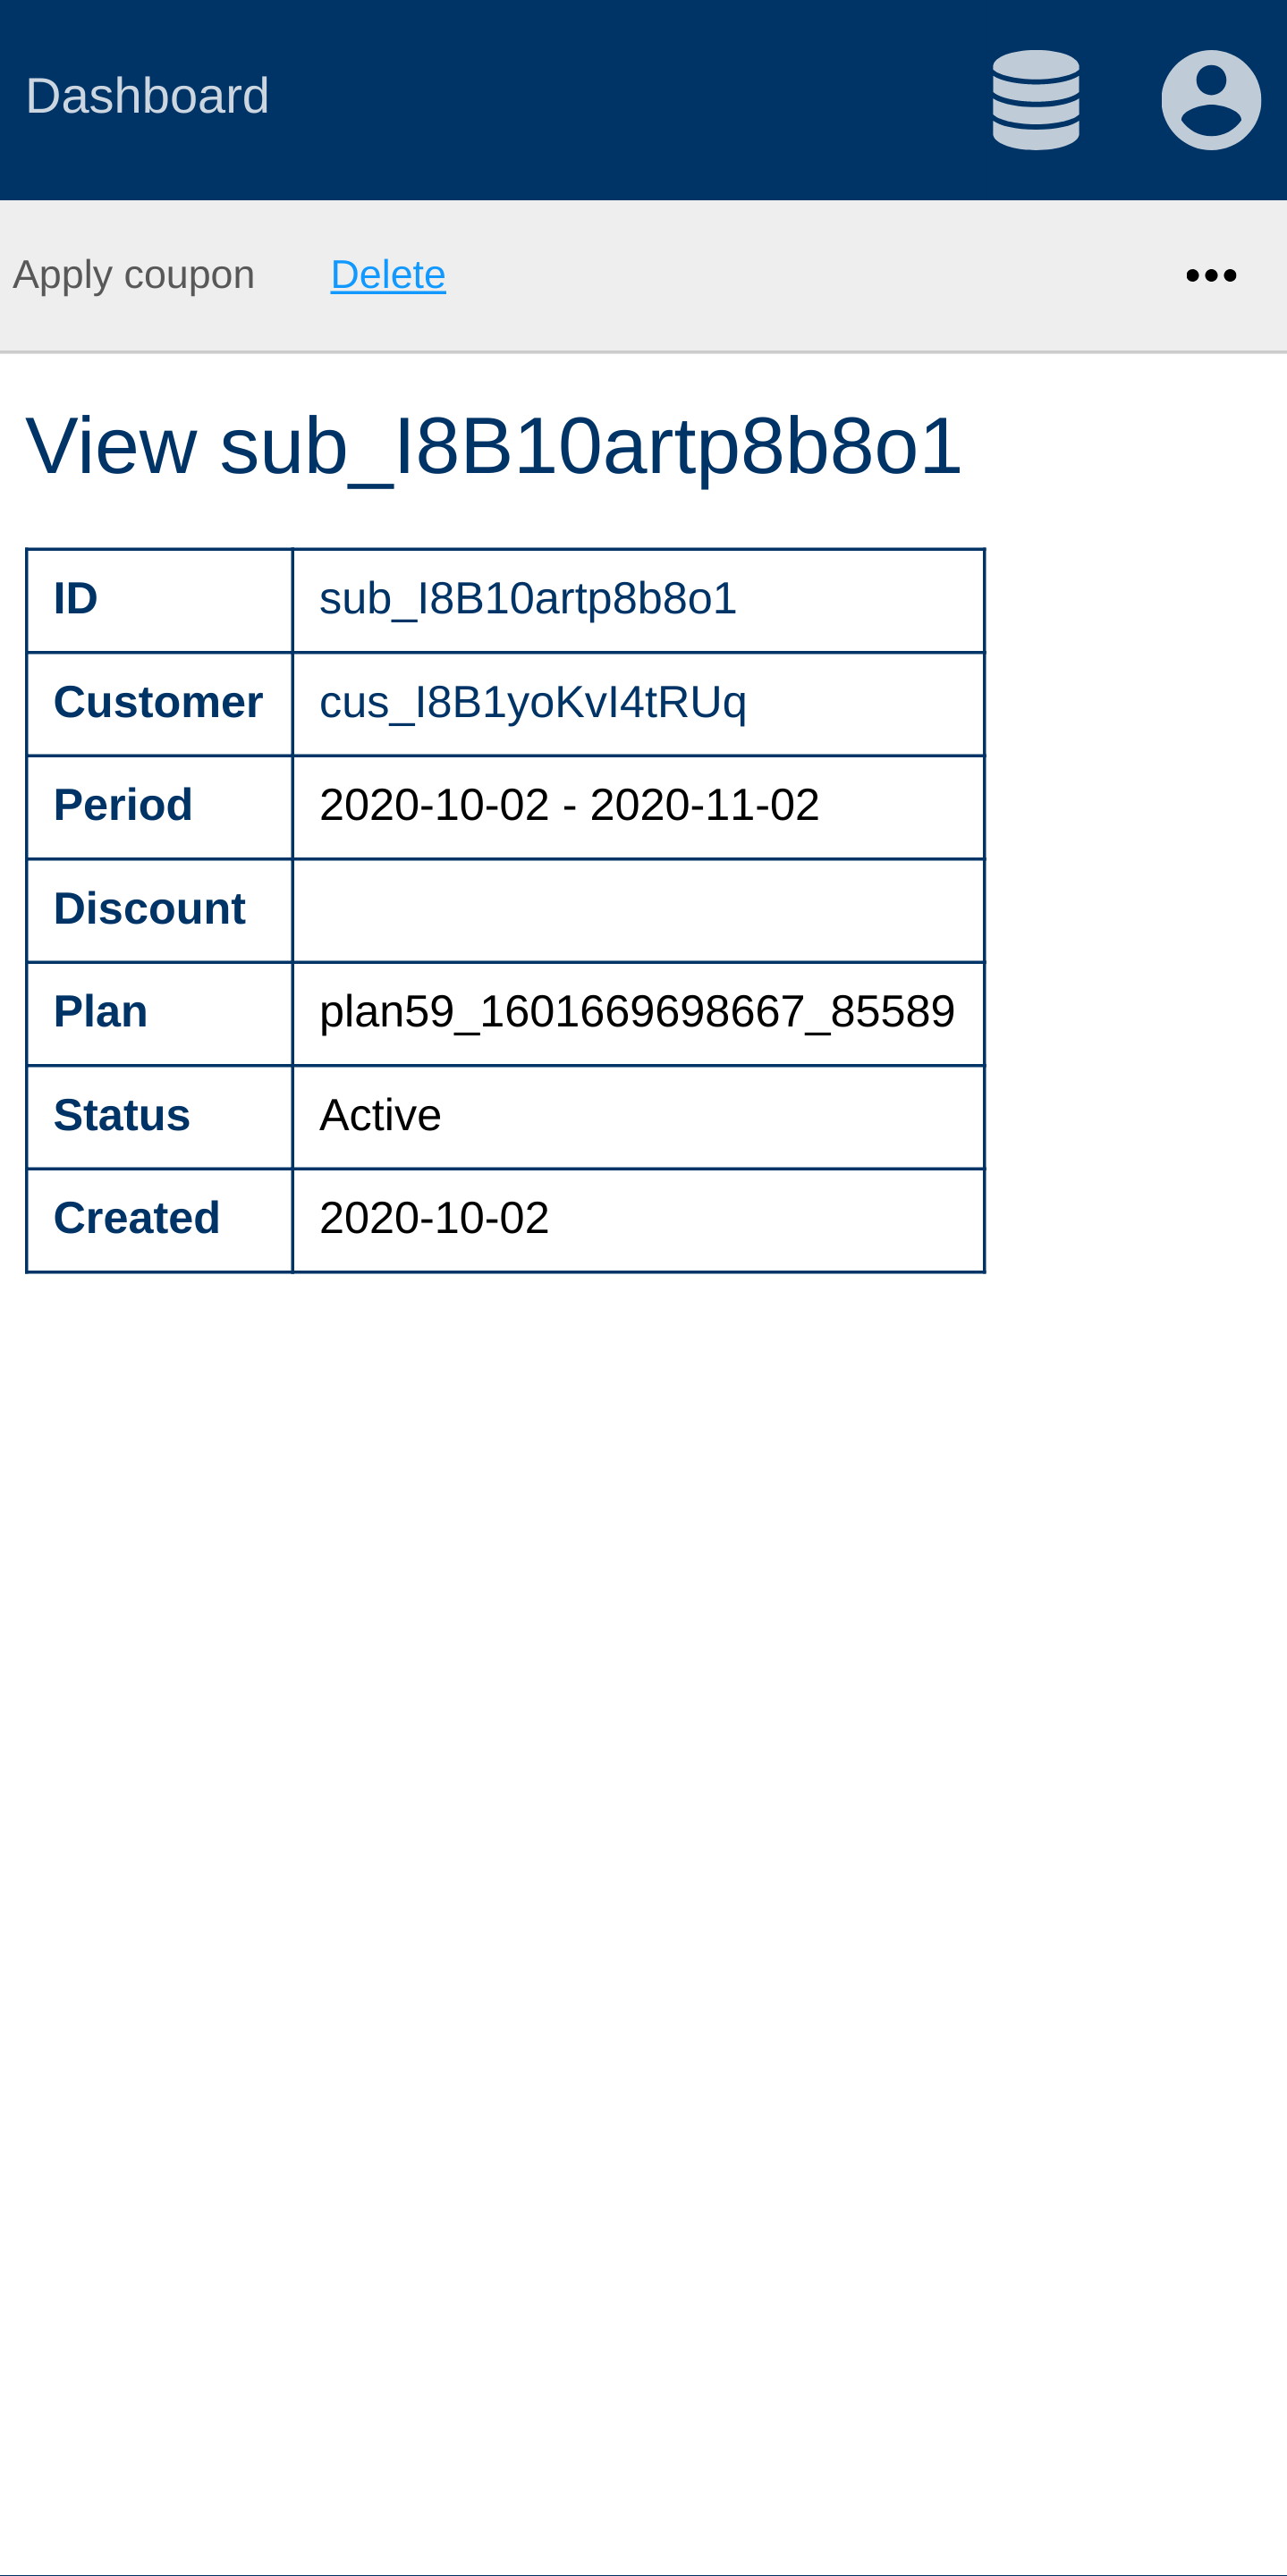 Dashboard
Apply coupon Delete
View sub_I8B10artp8b8o1
ID sub_I8B10artp8b8o1
Customer cus_I8B1yoKvI4tRUq
Period 2020-10-02 - 2020-11-02
Discount
Plan plan59_1601669698667_85589
Status Active
Created 2020-10-02